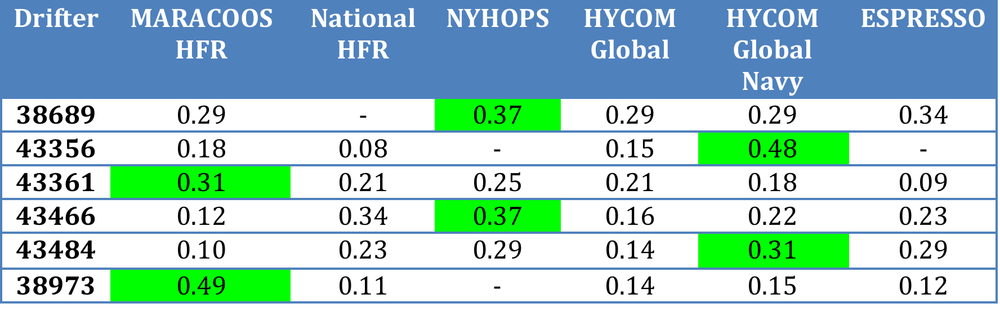 Drifter MARACOOS National NYHOPS HYCOM HYCOM ESPRESSO
HFR HFR Global Global
Navy
38689 0.29 - 0.37 0.29 0.29 0.34
43356 0.18 0.08 - 0.15 0.48 -
43361 0.31 0.21 0.25 0.21 0.18 0.09
43466 0.12 0.34 0.37 0.16 0.22 0.23
43484 0.10 0.23 0.29 0.14 0.31 0.29
38973 0.49 0.11 - 0.14 0.15 0.12